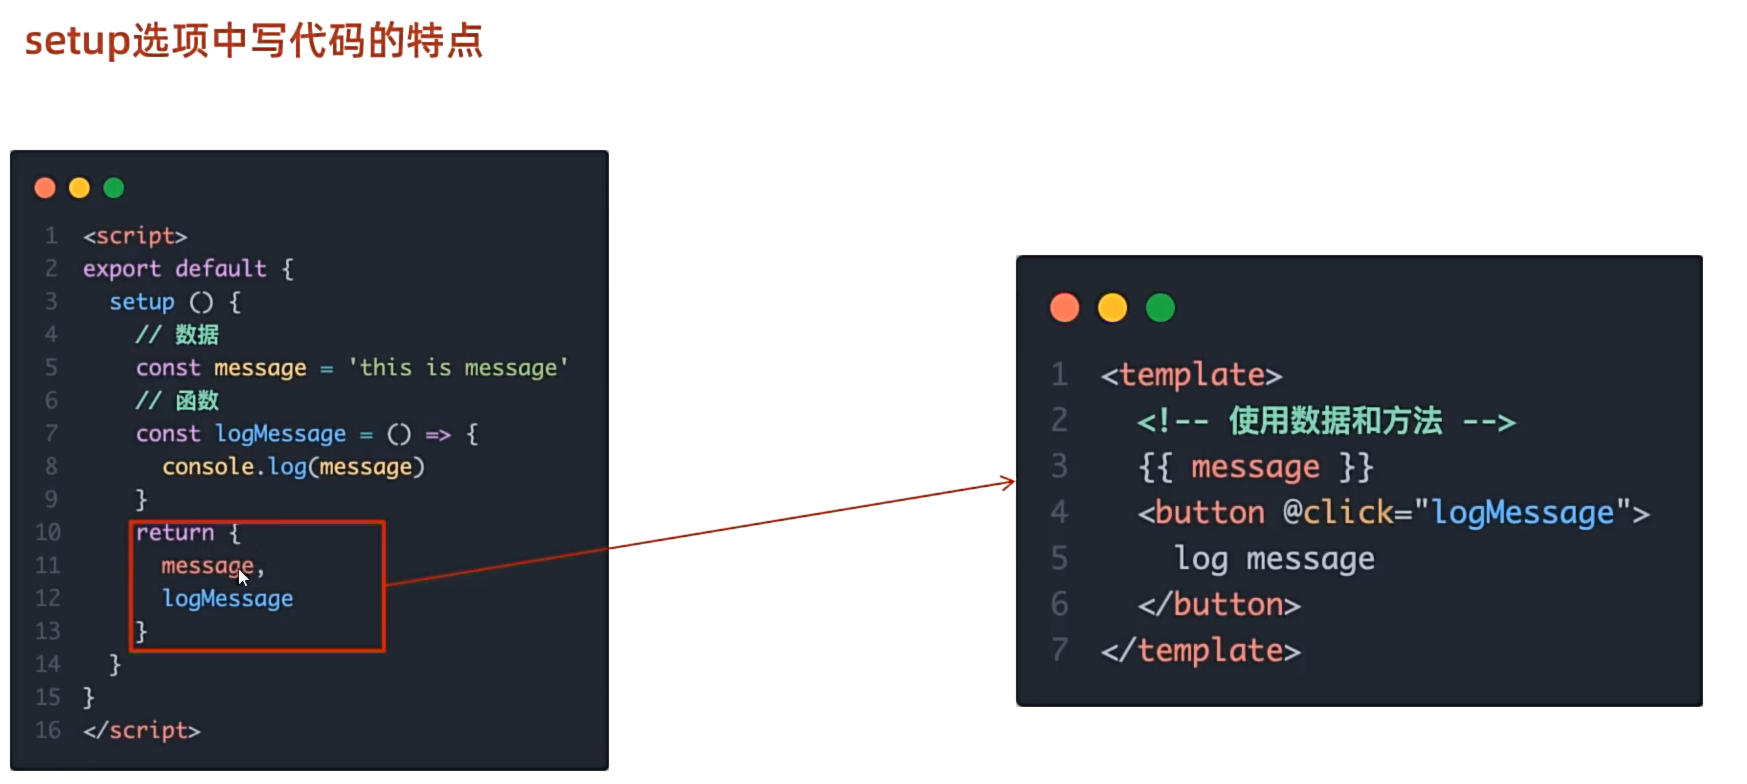 setup选项中写代码的特点
1 <script>
2 export default {
3   setup () {
4     // 数据
5     const message = 'this is message'
6     // 函数
7     const logMessage = () => {
8       console.log(message)
9     }
10     return {
11       message,
12       logMessage
13     }
14   }
15 }
16 </script>
1 <template>
2   <!-- 使用数据和方法 -->
3   {{ message }}
4   <button @click="logMessage">
5     log message
6   </button>
7 </template>